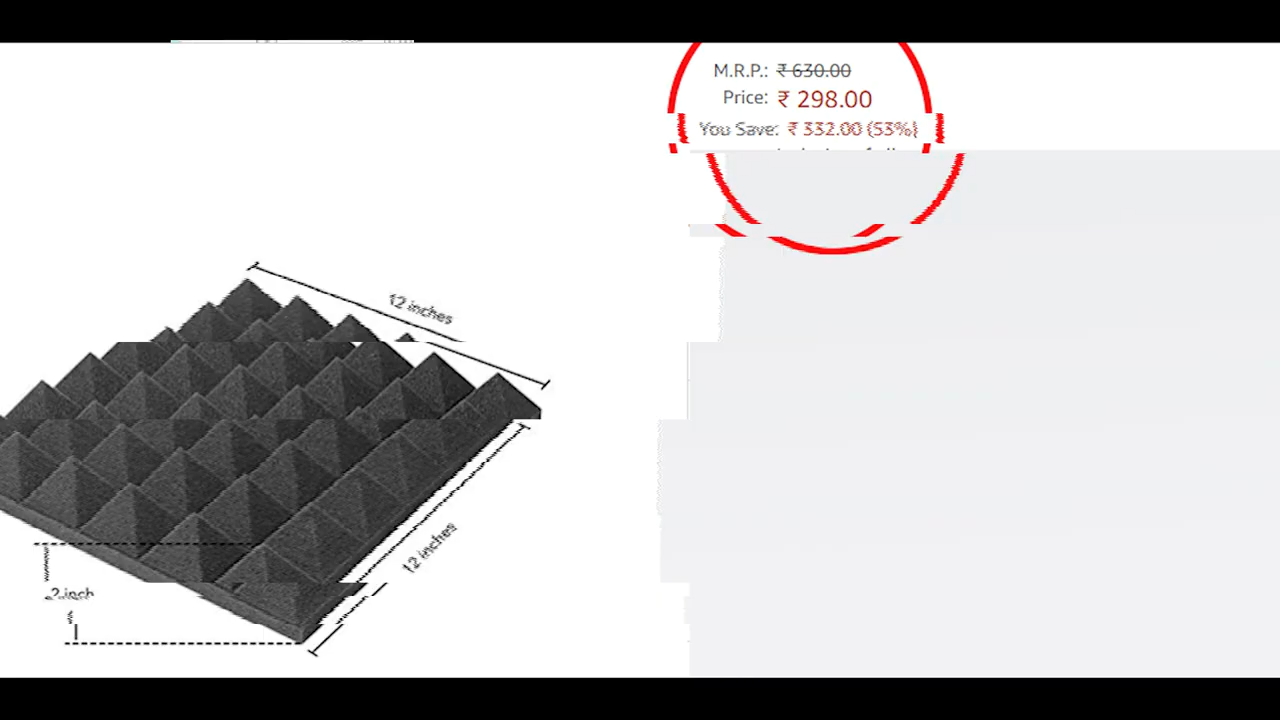 M.R.P.: ₹ 630.00
Price: ₹ 298.00
You Save: ₹ 332.00 (53%)
12 inches
12 inches
2 inch